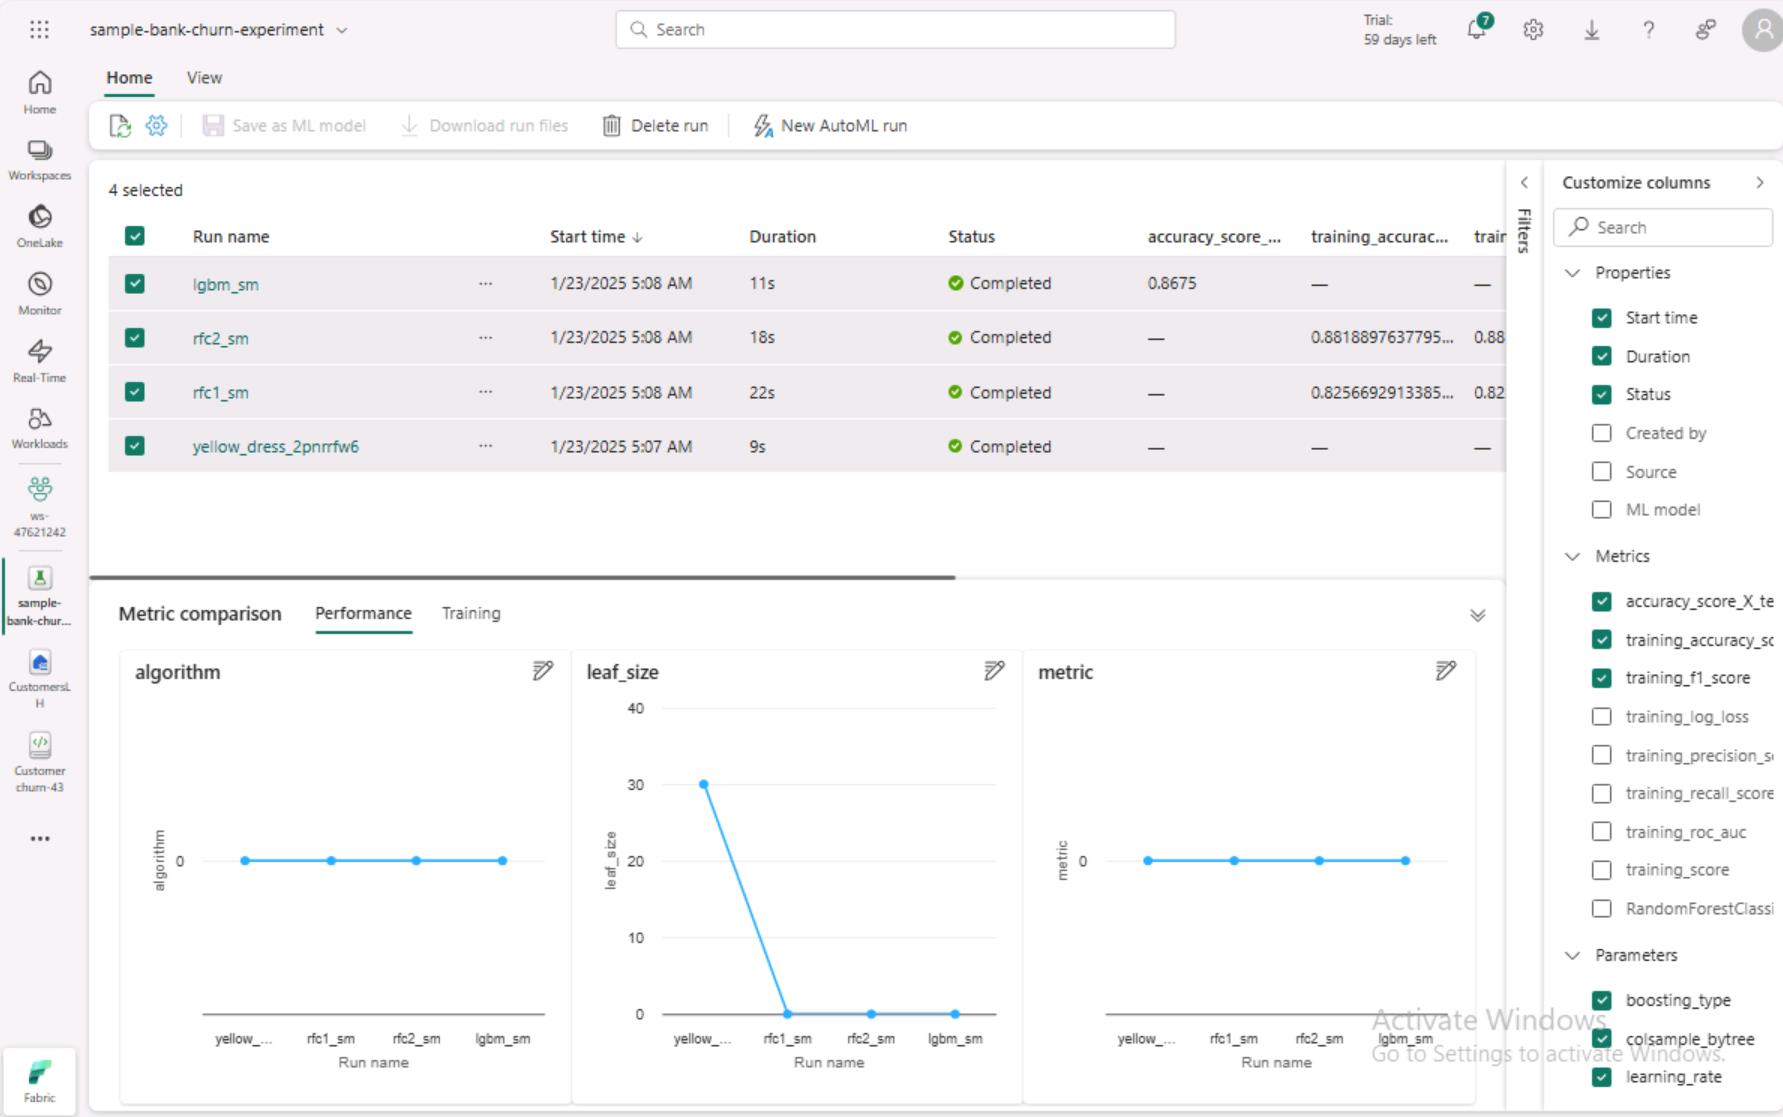 sample-bank-churn-experiment
Search
Trial:
59 days left
7
Home
View
Save as ML model
Download run files
Delete run
New AutoML run
Home
Workspaces
OneLake
Monitor
Real-Time
Workloads
ws-
47621242
sample-
bank-chur...
CustomersL
H
Customer
churn-43
Fabric
4 selected
Run name Start time ↓ Duration Status accuracy_score_... training_accurac... train
lgbm_sm ... 1/23/2025 5:08 AM 11s Completed 0.8675 — —
rfc2_sm ... 1/23/2025 5:08 AM 18s Completed — 0.8818897637795... 0.88
rfc1_sm ... 1/23/2025 5:08 AM 22s Completed — 0.8256692913385... 0.82
yellow_dress_2pnrrfw6 ... 1/23/2025 5:07 AM 9s Completed — — —
Metric comparison
Performance
Training
algorithm
algorithm
0
yellow_... rfc1_sm rfc2_sm lgbm_sm
Run name
leaf_size
leaf_size
40
30
20
10
0
yellow_... rfc1_sm rfc2_sm lgbm_sm
Run name
metric
metric
0
yellow_... rfc1_sm rfc2_sm lgbm_sm
Run name
Filters
Customize columns
Search
Properties
Start time
Duration
Status
Created by
Source
ML model
Metrics
accuracy_score_X_te
training_accuracy_sc
training_f1_score
training_log_loss
training_precision_s
training_recall_score
training_roc_auc
training_score
RandomForestClassi
Parameters
boosting_type
colsample_bytree
learning_rate
Activate Windows
Go to Settings to activate Windows.